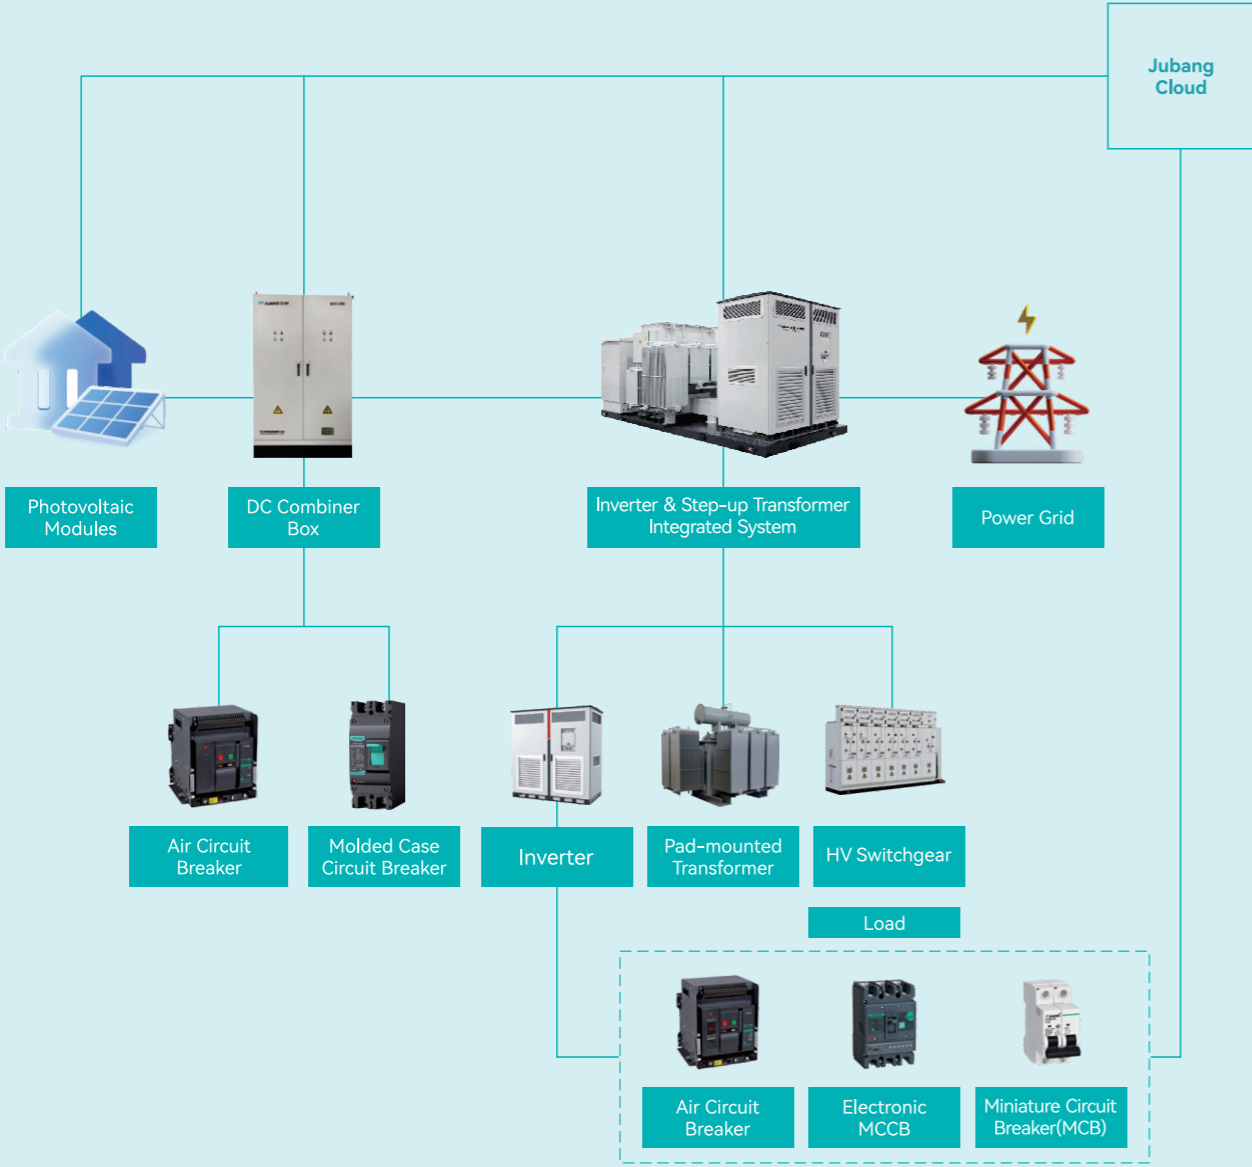 Jubang
Cloud
Photovoltaic
Modules
DC Combiner
Box
Inverter & Step-up Transformer
Integrated System
Power Grid
Air Circuit
Breaker
Molded Case
Circuit Breaker
Inverter
Pad-mounted
Transformer
HV Switchgear
Load
Air Circuit
Breaker
Electronic
MCCB
Miniature Circuit
Breaker(MCB)